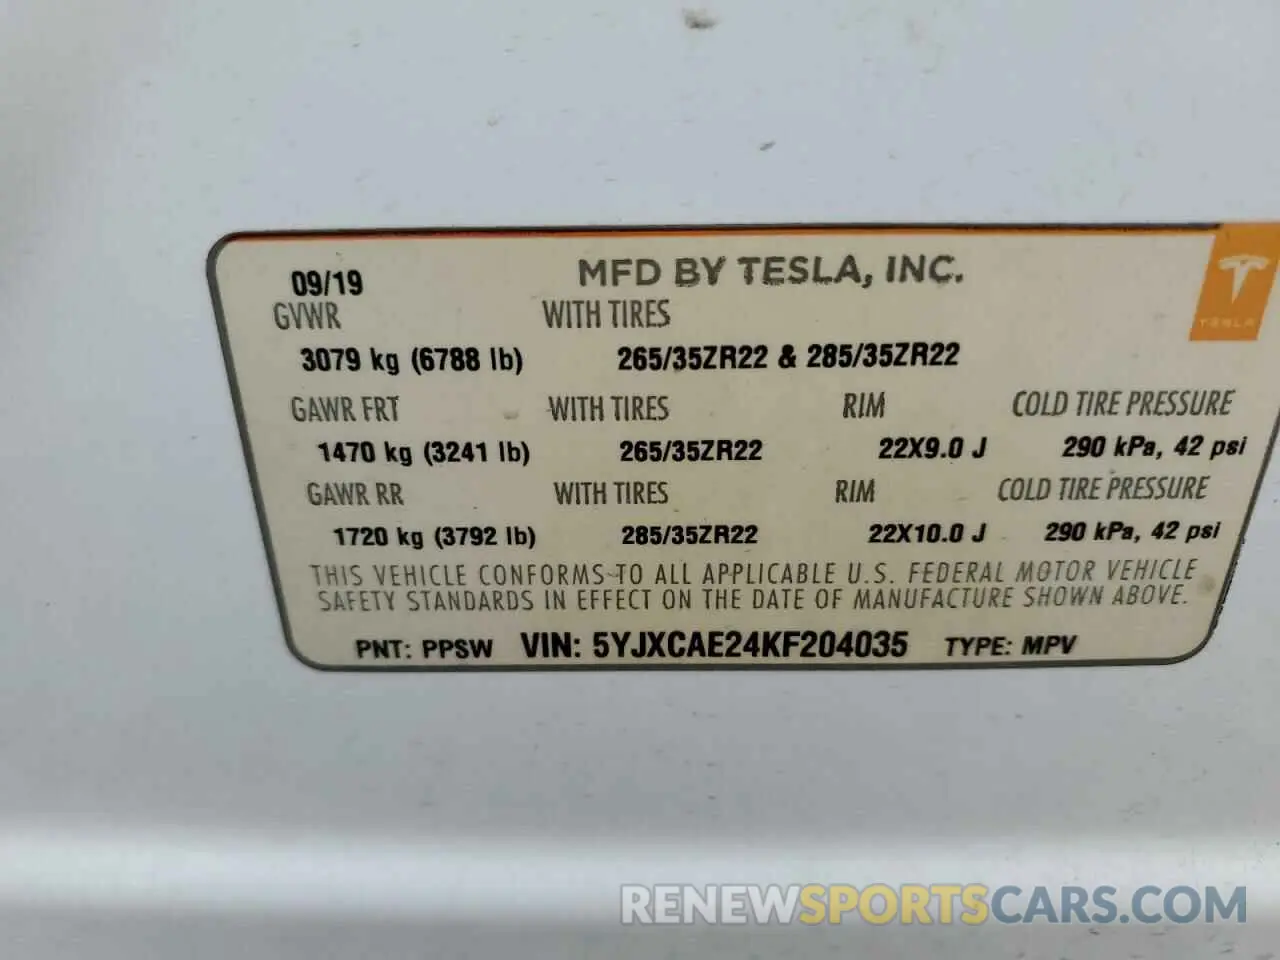 09/19 MFD BY TESLA, INC.
GVWR WITH TIRES
TESLA
3079 kg (6788 lb) 265/35ZR22 & 285/35ZR22
GAWR FRT WITH TIRES RIM COLD TIRE PRESSURE
1470 kg (3241 lb) 265/35ZR22 22X9.0 J 290 kPa, 42 psi
GAWR RR WITH TIRES RIM COLD TIRE PRESSURE
1720 kg (3792 lb) 285/35ZR22 22X10.0 J 290 kPa, 42 psi
THIS VEHICLE CONFORMS TO ALL APPLICABLE U.S. FEDERAL MOTOR VEHICLE
SAFETY STANDARDS IN EFFECT ON THE DATE OF MANUFACTURE SHOWN ABOVE.
PNT: PPSW VIN: 5YJXCAE24KF204035 TYPE: MPV
RENEWSPORTSCARS.COM